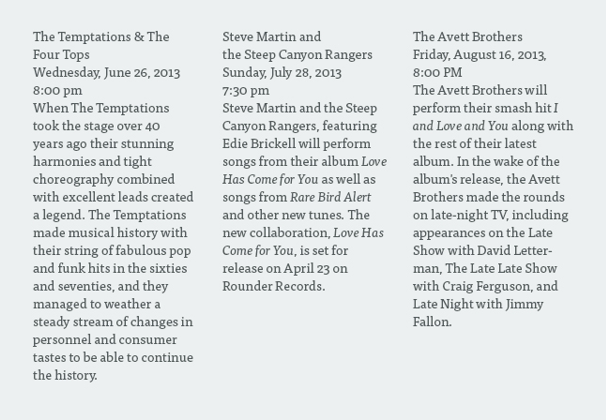 The Temptations & The
Four Tops
Wednesday, June 26, 2013
8:00 pm
When The Temptations
took the stage over 40
years ago their stunning
harmonies and tight
choreography combined
with excellent leads created
a legend. The Temptations
made musical history with
their string of fabulous pop
and funk hits in the sixties
and seventies, and they
managed to weather a
steady stream of changes in
personnel and consumer
tastes to be able to continue
the history.
Steve Martin and
the Steep Canyon Rangers
Sunday, July 28, 2013
7:30 pm
Steve Martin and the Steep
Canyon Rangers, featuring
Edie Brickell will perform
songs from their album Love
Has Come for You as well as
songs from Rare Bird Alert
and other new tunes. The
new collaboration, Love Has
Come for You, is set for
release on April 23 on
Rounder Records.
The Avett Brothers
Friday, August 16, 2013,
8:00 PM
The Avett Brothers will
perform their smash hit I
and Love and You along with
the rest of their latest
album. In the wake of the
album's release, the Avett
Brothers made the rounds
on late-night TV, including
appearances on the Late
Show with David Letter-
man, The Late Late Show
with Craig Ferguson, and
Late Night with Jimmy
Fallon.